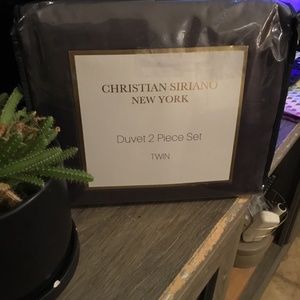 CHRISTIAN SIRIANO
NEW YORK
Duvet 2 Piece Set
TWIN